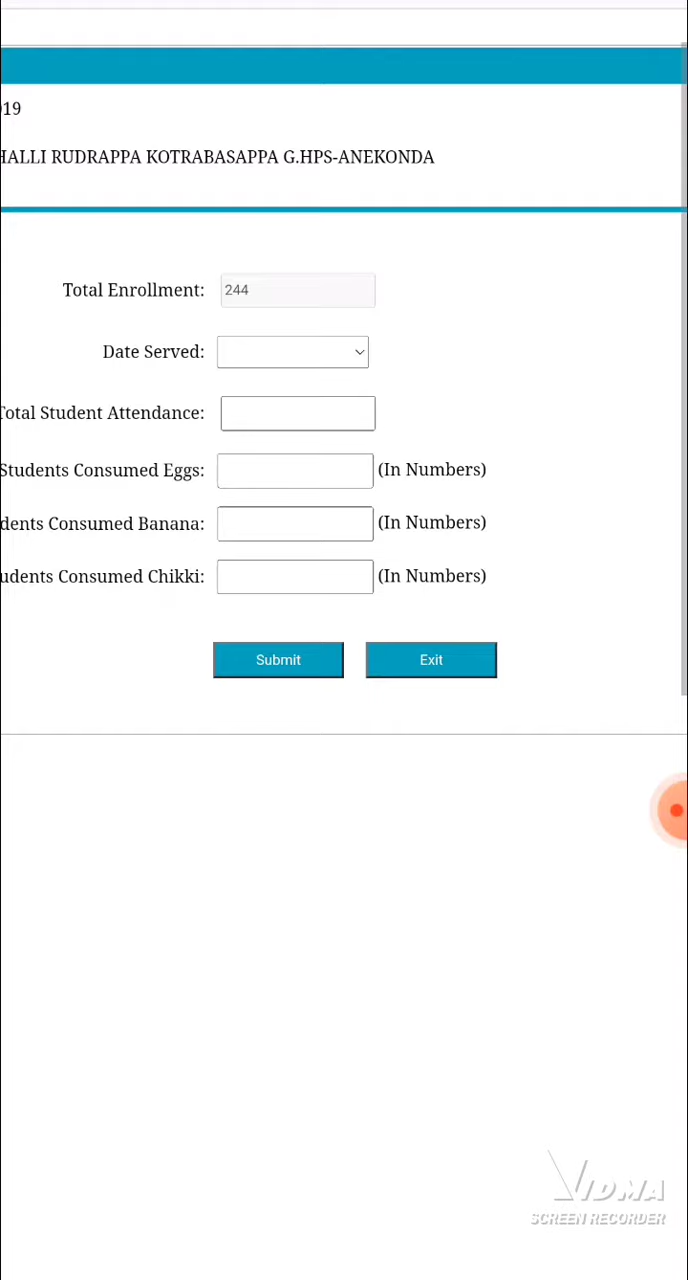 19
HALLI RUDRAPPA KOTRABASAPPA G.HPS-ANEKONDA
Total Enrollment: 244
Date Served:
Total Student Attendance:
Students Consumed Eggs: (In Numbers)
dents Consumed Banana: (In Numbers)
udents Consumed Chikki: (In Numbers)
Submit Exit
VIDMA
SCREEN RECORDER